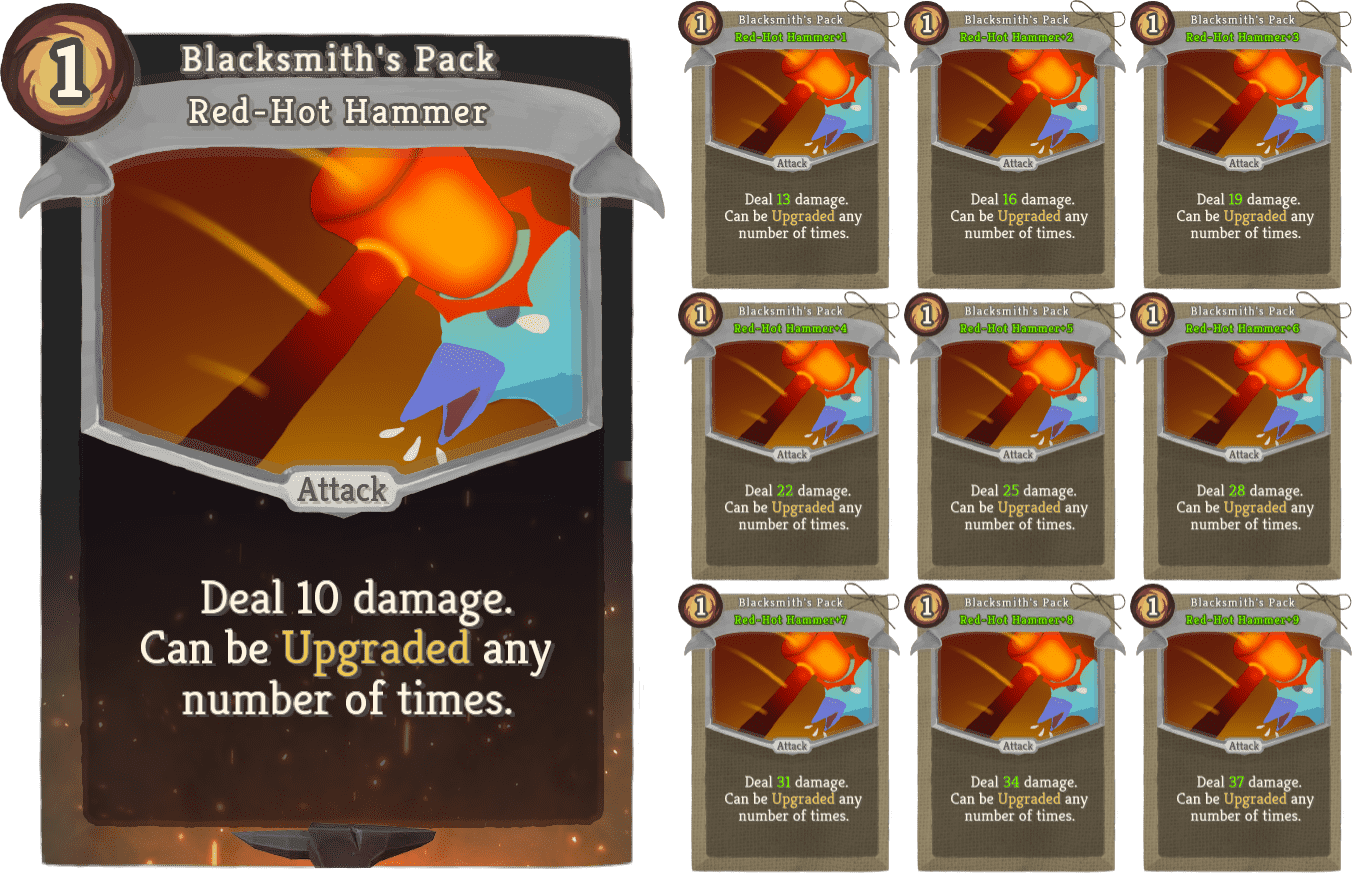 1
Blacksmith's Pack
Red-Hot Hammer
Attack
Deal 10 damage.
Can be Upgraded any
number of times.
1
Blacksmith's Pack
Red-Hot Hammer+1
Attack
Deal 13 damage.
Can be Upgraded any
number of times.
1
Blacksmith's Pack
Red-Hot Hammer+2
Attack
Deal 16 damage.
Can be Upgraded any
number of times.
1
Blacksmith's Pack
Red-Hot Hammer+3
Attack
Deal 19 damage.
Can be Upgraded any
number of times.
1
Blacksmith's Pack
Red-Hot Hammer+4
Attack
Deal 22 damage.
Can be Upgraded any
number of times.
1
Blacksmith's Pack
Red-Hot Hammer+5
Attack
Deal 25 damage.
Can be Upgraded any
number of times.
1
Blacksmith's Pack
Red-Hot Hammer+6
Attack
Deal 28 damage.
Can be Upgraded any
number of times.
1
Blacksmith's Pack
Red-Hot Hammer+7
Attack
Deal 31 damage.
Can be Upgraded any
number of times.
1
Blacksmith's Pack
Red-Hot Hammer+8
Attack
Deal 34 damage.
Can be Upgraded any
number of times.
1
Blacksmith's Pack
Red-Hot Hammer+9
Attack
Deal 37 damage.
Can be Upgraded any
number of times.